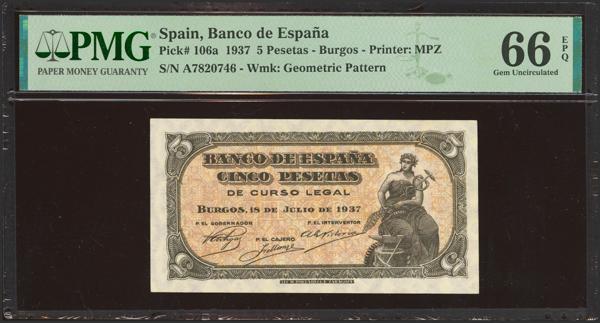 PMG
PAPER MONEY GUARANTY
Spain, Banco de España
Pick# 106a 1937 5 Pesetas - Burgos - Printer: MPZ
S/N A7820746 - Wmk: Geometric Pattern
66 EPQ
Gem Uncirculated
5 5
BANCO DE ESPAÑA
CINCO PESETAS
DE CURSO LEGAL
BURGOS, 18 DE JULIO DE 1937
P. EL GOBERNADOR P. EL INTERVENTOR
P. EL CAJERO
5